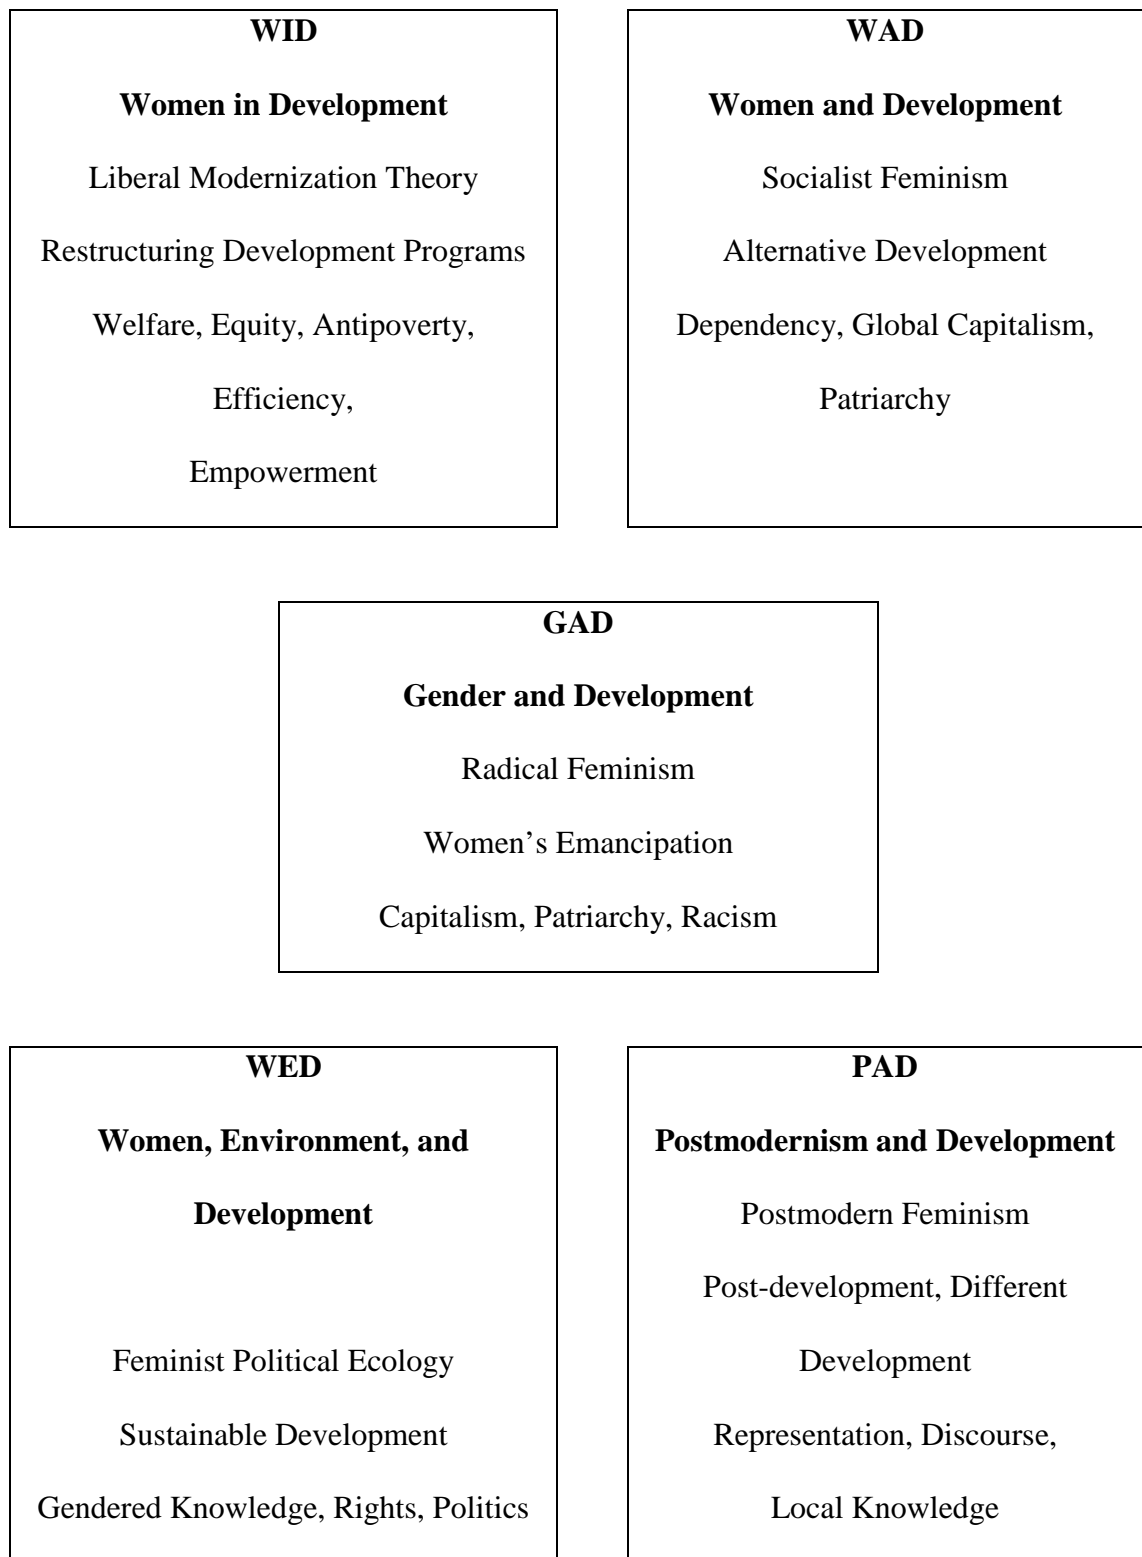 WID
Women in Development
Liberal Modernization Theory
Restructuring Development Programs
Welfare, Equity, Antipoverty,
Efficiency,
Empowerment
WAD
Women and Development
Socialist Feminism
Alternative Development
Dependency, Global Capitalism,
Patriarchy
GAD
Gender and Development
Radical Feminism
Women’s Emancipation
Capitalism, Patriarchy, Racism
WED
Women, Environment, and
Development
Feminist Political Ecology
Sustainable Development
Gendered Knowledge, Rights, Politics
PAD
Postmodernism and Development
Postmodern Feminism
Post-development, Different
Development
Representation, Discourse,
Local Knowledge